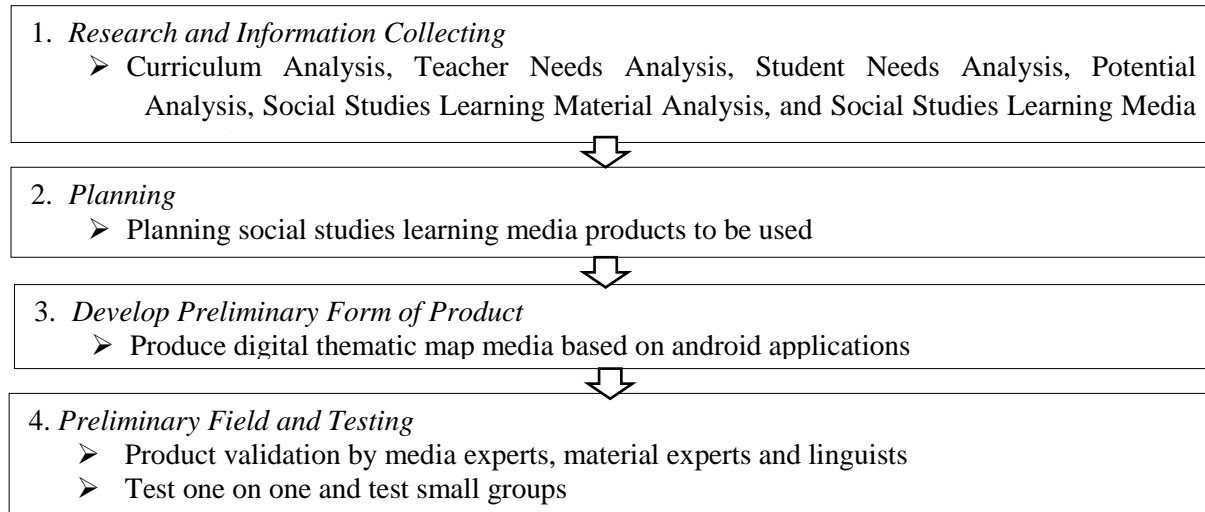 1. Research and Information Collecting
➢ Curriculum Analysis, Teacher Needs Analysis, Student Needs Analysis, Potential
Analysis, Social Studies Learning Material Analysis, and Social Studies Learning Media
2. Planning
➢ Planning social studies learning media products to be used
3. Develop Preliminary Form of Product
➢ Produce digital thematic map media based on android applications
4. Preliminary Field and Testing
➢ Product validation by media experts, material experts and linguists
➢ Test one on one and test small groups